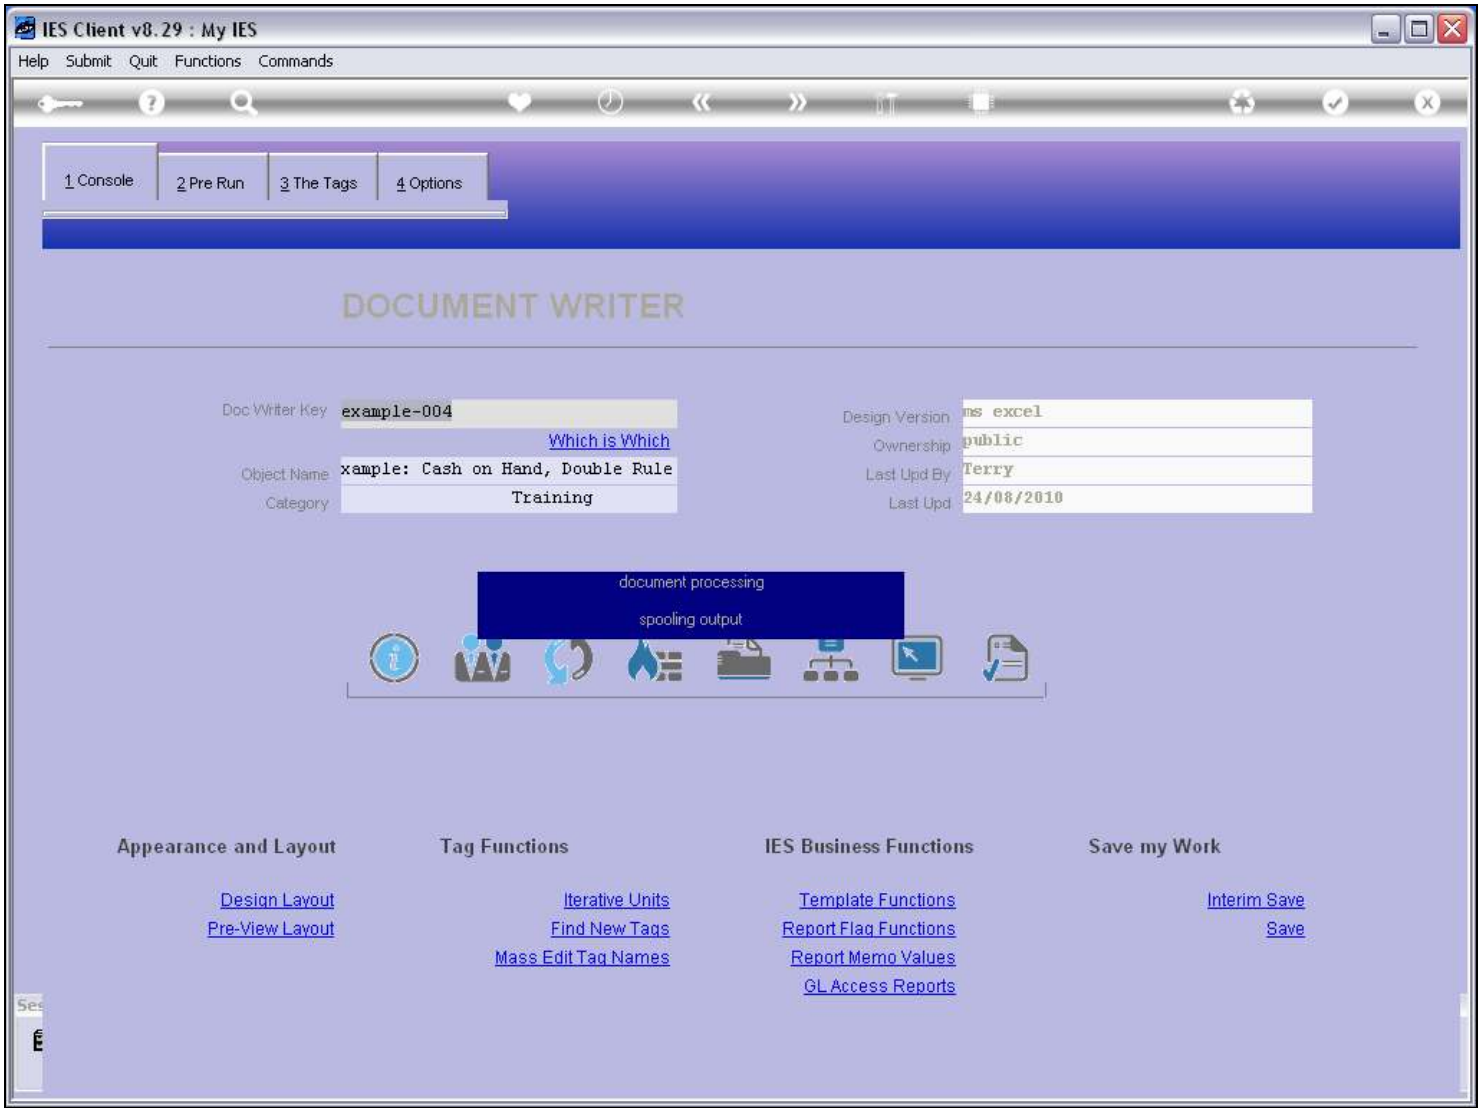 IES Client v8.29 : My IES
Help Submit Quit Functions Commands
1 Console
2 Pre Run
3 The Tags
4 Options
DOCUMENT WRITER
Doc Writer Key example-004
Which is Which
Object Name xample: Cash on Hand, Double Rule
Category Training
Design Version ms excel
Ownership public
Last Upd By Terry
Last Upd 24/08/2010
document processing
spooling output
Appearance and Layout
Design Layout
Pre-View Layout
Tag Functions
Iterative Units
Find New Tags
Mass Edit Tag Names
IES Business Functions
Template Functions
Report Flag Functions
Report Memo Values
GL Access Reports
Save my Work
Interim Save
Save
Ses